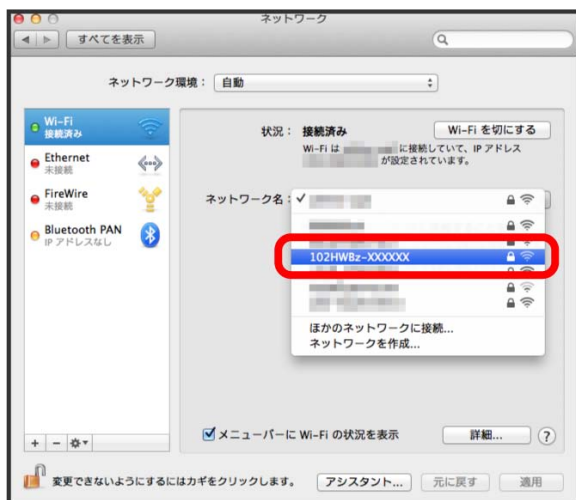 ネットワーク
すべてを表示
ネットワーク環境： 自動
Wi-Fi
接続済み
Ethernet
未接続
FireWire
未接続
Bluetooth PAN
IP アドレスなし
状況： 接続済み
Wi-Fi を切にする
Wi-Fi は
に接続していて、IP アドレス
が設定されています。
ネットワーク名：
102HWBz-XXXXXX
ほかのネットワークに接続...
ネットワークを作成...
メニューバーに Wi-Fi の状況を表示
詳細...
?
変更できないようにするにはカギをクリックします。
アシスタント...
元に戻す
適用